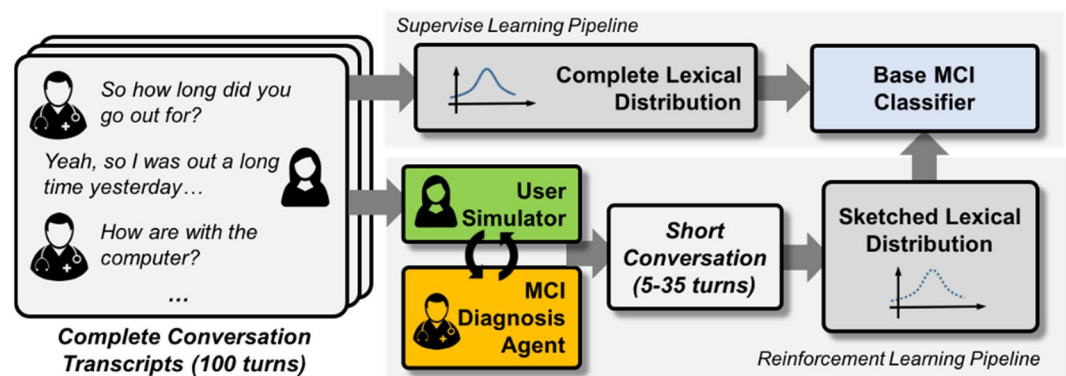 So how long did you
go out for?
Yeah, so I was out a long
time yesterday…
How are with the
computer?
…
Complete Conversation
Transcripts (100 turns)
Supervise Learning Pipeline
Complete Lexical
Distribution
Base MCI
Classifier
User
Simulator
MCI
Diagnosis
Agent
Short
Conversation
(5-35 turns)
Sketched Lexical
Distribution
Reinforcement Learning Pipeline